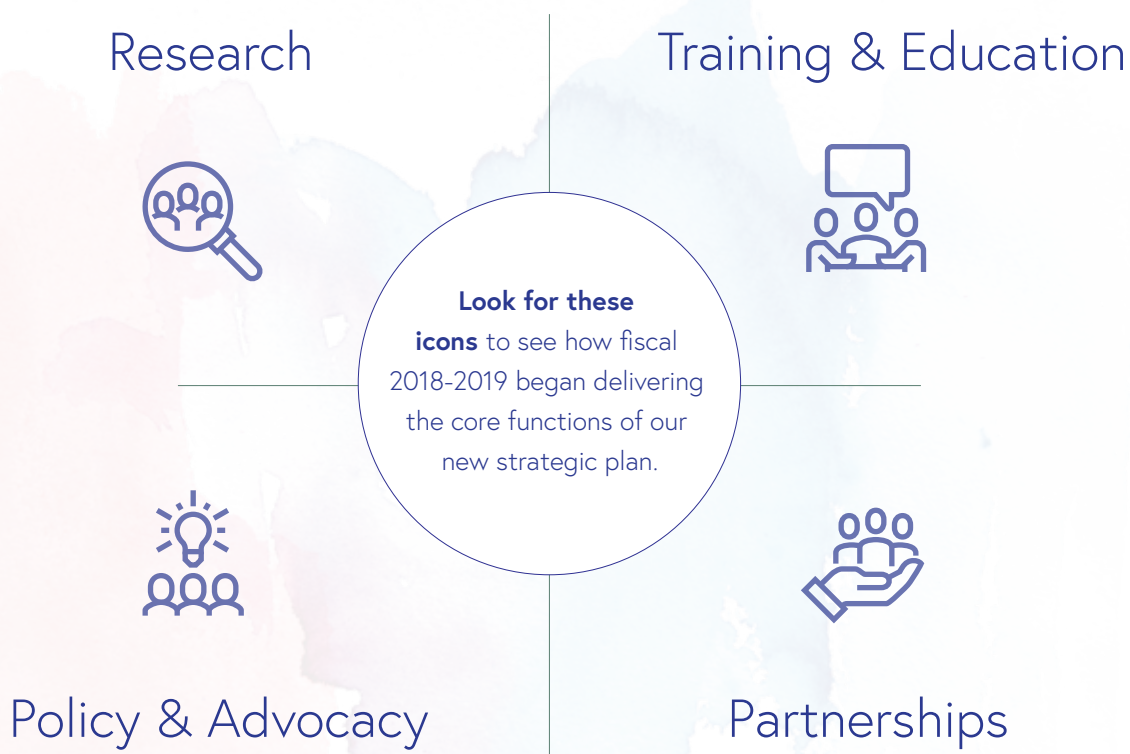 Research
Training & Education
Look for these
icons to see how fiscal
2018-2019 began delivering
the core functions of our
new strategic plan.
Policy & Advocacy
Partnerships